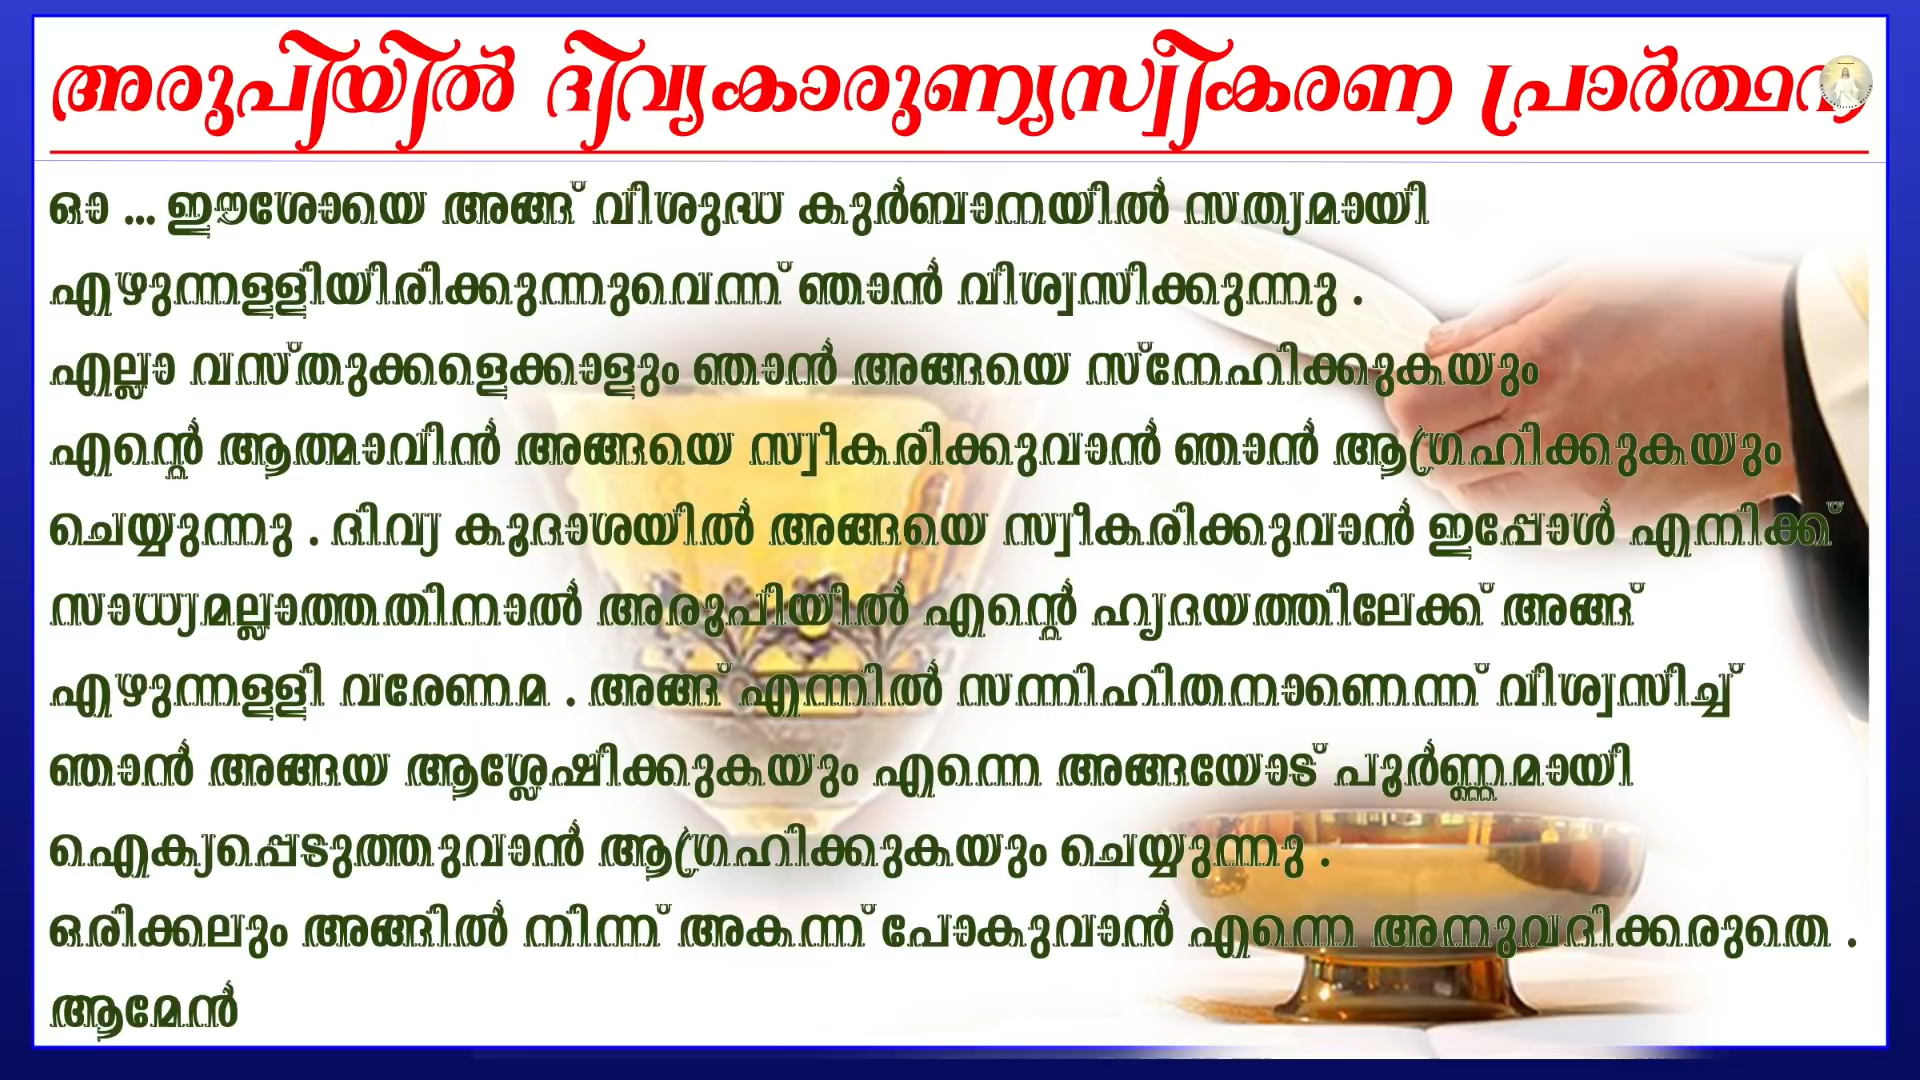 അരൂപിയിൽ ദിവ്യകാരുണ്യസ്വീകരണ പ്രാർത്ഥന
ഓ ... ഈശോയെ അങ്ങ് വിശുദ്ധ കുർബാനയിൽ സത്യമായി
എഴുന്നള്ളിയിരിക്കുന്നുവെന്ന് ഞാൻ വിശ്വസിക്കുന്നു .
എല്ലാ വസ്തുക്കളെക്കാളും ഞാൻ അങ്ങയെ സ്നേഹിക്കുകയും
എന്റെ ആത്മാവിൻ അങ്ങയെ സ്വീകരിക്കുവാൻ ഞാൻ ആഗ്രഹിക്കുകയും
ചെയ്യുന്നു . ദിവ്യ കൂദാശയിൽ അങ്ങയെ സ്വീകരിക്കുവാൻ ഇപ്പോൾ എനിക്ക്
സാധ്യമല്ലാത്തതിനാൽ അരൂപിയിൽ എന്റെ ഹൃദയത്തിലേക്ക് അങ്ങ്
എഴുന്നള്ളി വരേണമ . അങ്ങ് എന്നിൽ സന്നിഹിതനാണെന്ന് വിശ്വസിച്ച്
ഞാൻ അങ്ങയ ആശ്ലേഷിക്കുകയും എന്നെ അങ്ങയോട് പൂർണ്ണമായി
ഐക്യപ്പെടുത്തുവാൻ ആഗ്രഹിക്കുകയും ചെയ്യുന്നു .
ഒരിക്കലും അങ്ങിൽ നിന്ന് അകന്ന് പോകുവാൻ എന്നെ അനുവദിക്കരുതെ .
ആമേൻ